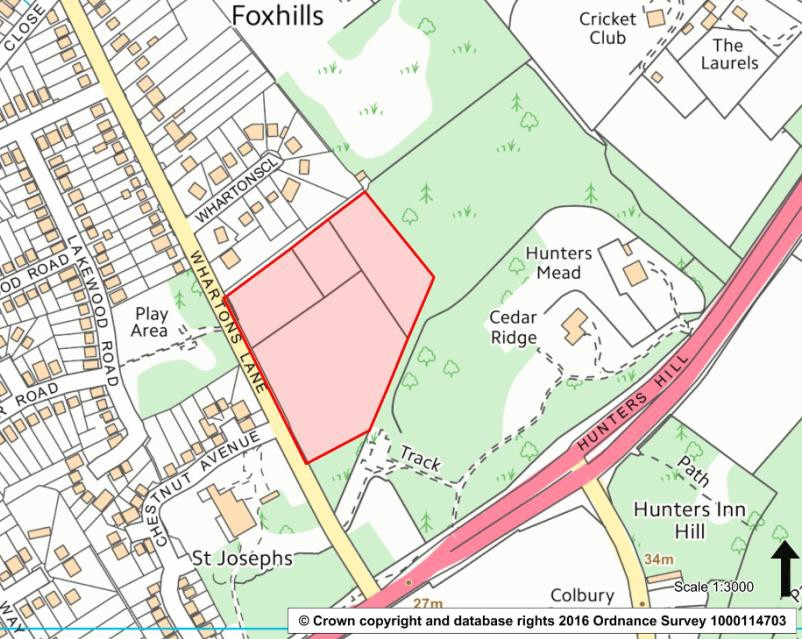 CLOSE
Foxhills
Cricket
Club
The
Laurels
WHARTONSCL
LAKEWOOD ROAD
OD ROAD
WHARTONS LANE
Play
Area
R ROAD
Hunters
Mead
Cedar
Ridge
HUNTERS HILL
CHESTNUT AVENUE
Track
Path
Hunters Inn
Hill
St Josephs
34m
Scale 1:3000
Colbury
27m
WAY
© Crown copyright and database rights 2016 Ordnance Survey 1000114703